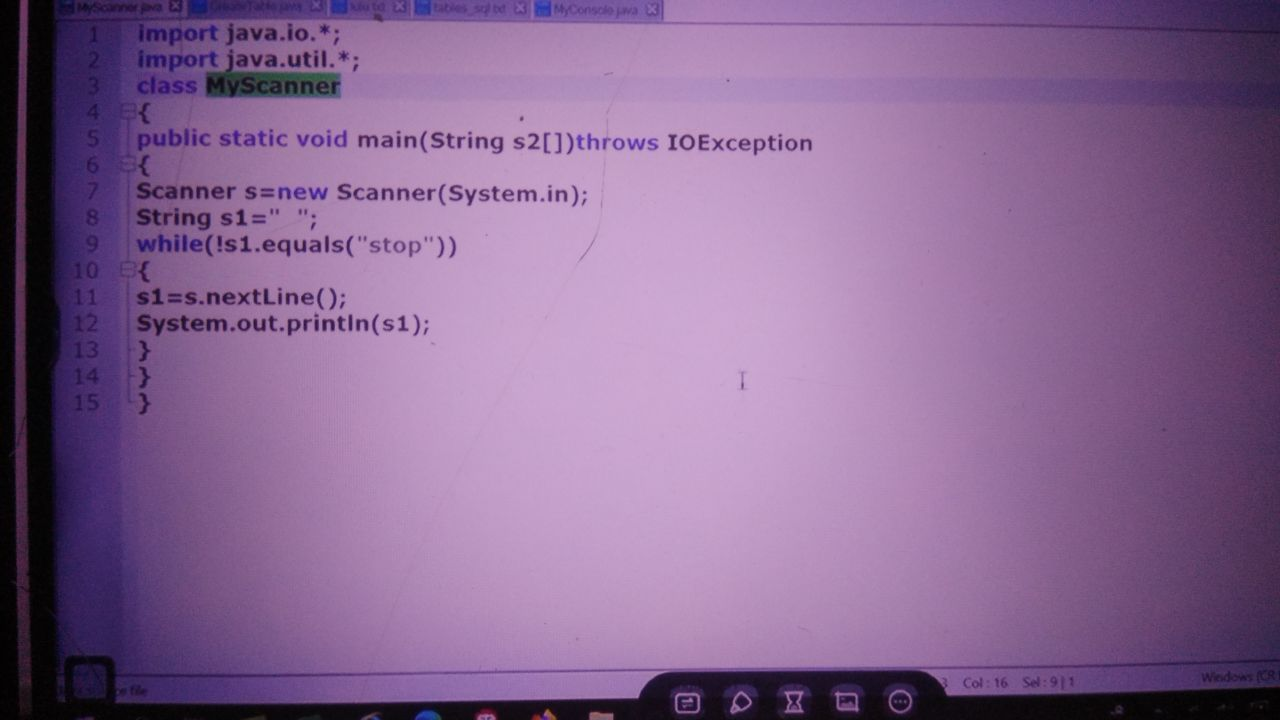 MyScanner.java CreateTable.java lulu.txt tables_sql.txt MyConsole.java
1 import java.io.*;
2 import java.util.*;
3 class MyScanner
4 {
5 public static void main(String s2[])throws IOException
6 {
7 Scanner s=new Scanner(System.in);
8 String s1="  ";
9 while(!s1.equals("stop"))
10 {
11 s1=s.nextLine();
12 System.out.println(s1);
13 }
14 }
15 }
file Col : 16 Sel : 9 | 1 Windows (CR